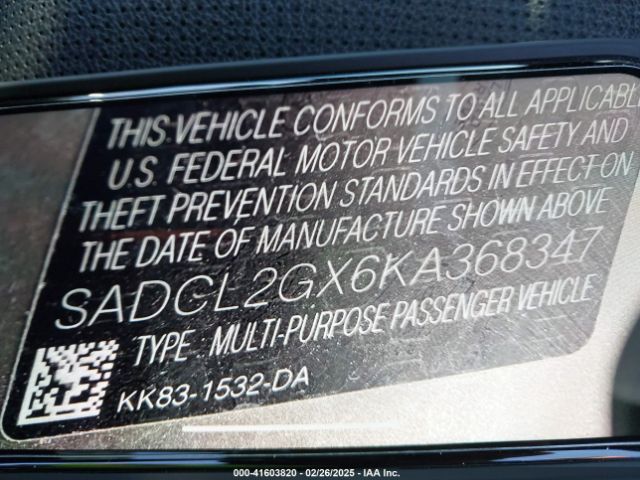 THIS VEHICLE CONFORMS TO ALL APPLICABLE
U.S. FEDERAL MOTOR VEHICLE SAFETY AND
THEFT PREVENTION STANDARDS IN EFFECT ON
THE DATE OF MANUFACTURE SHOWN ABOVE
SADCL2GX6KA368347
TYPE : MULTI-PURPOSE PASSENGER VEHICLE
KK83-1532-DA
000-41603820 - 02/26/2025 - IAA Inc.